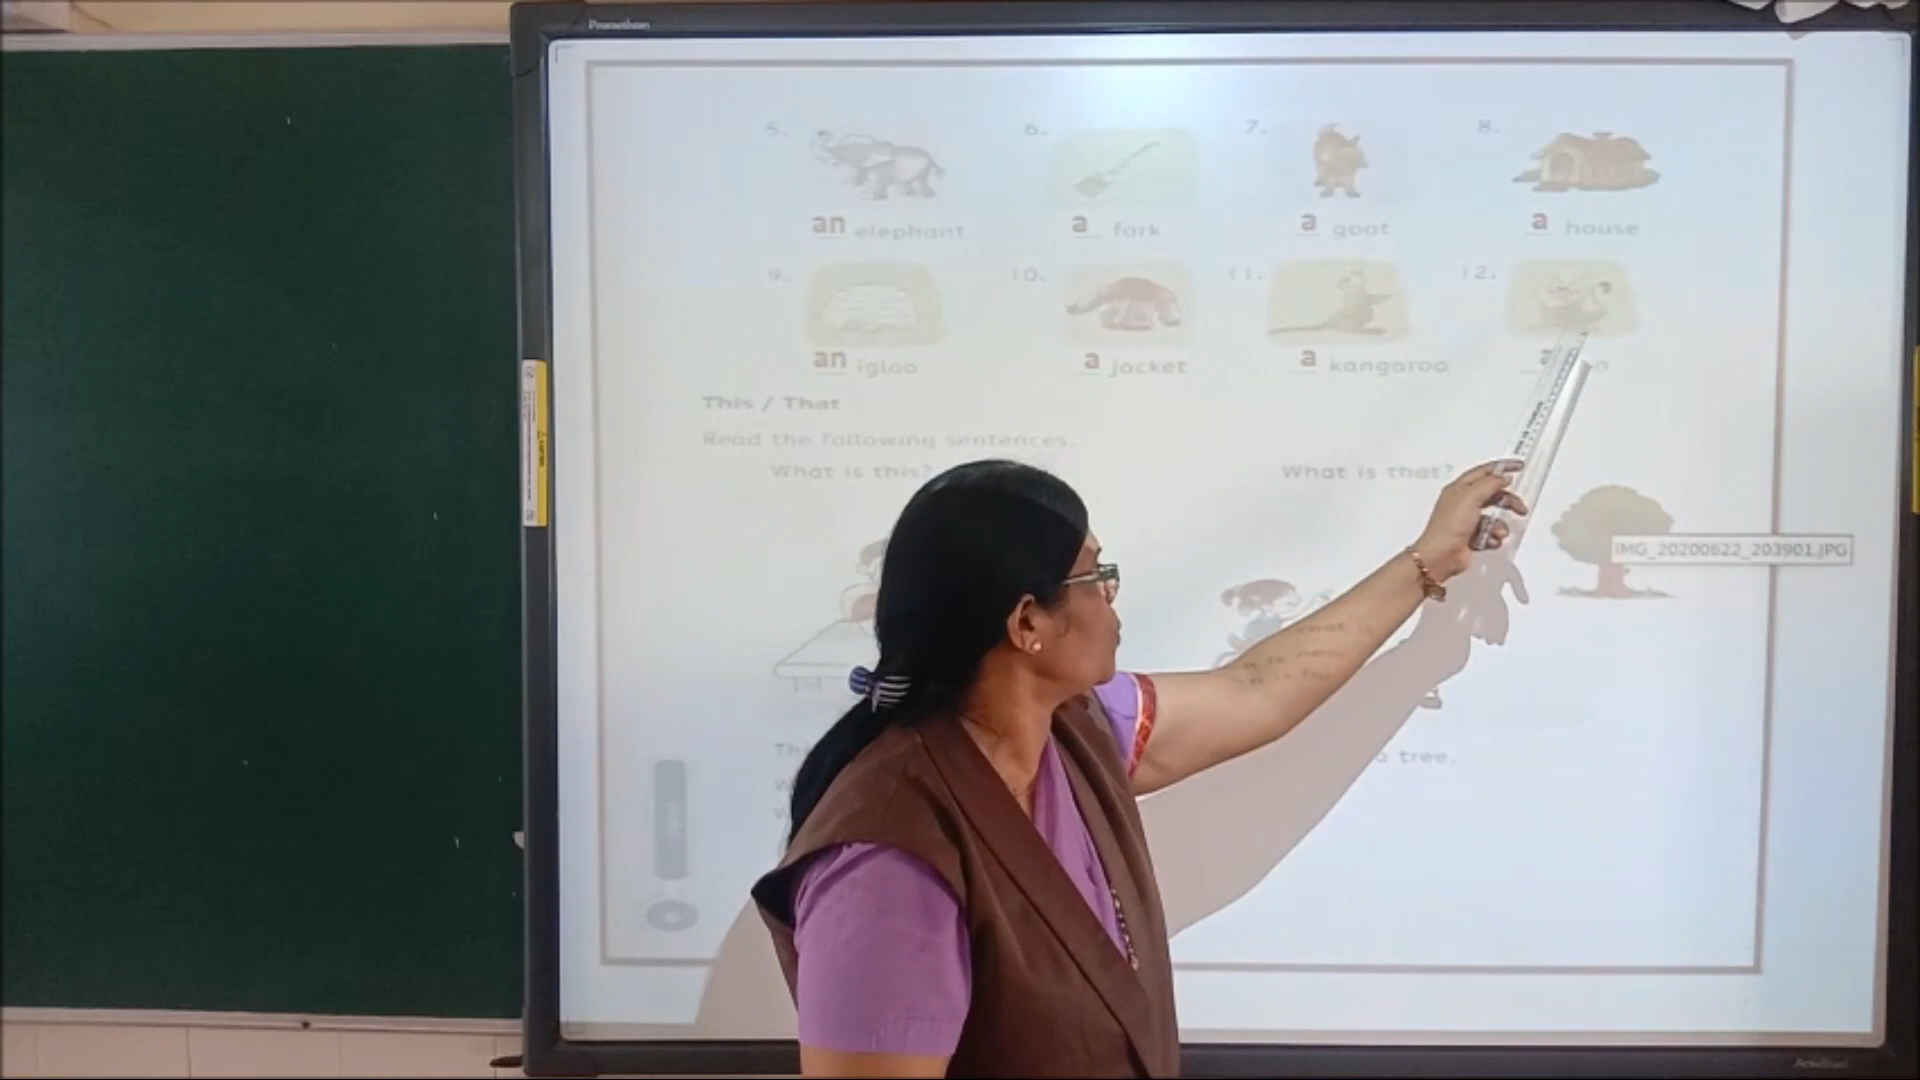 Promethean
5. 6. 7. 8.
an elephant a fork a goat a house
9. 10. 11. 12.
an igloo a jacket a kangaroo a
This / That
Read the following sentences.
What is this? What is that?
IMG_20200622_203901.JPG
a tree.